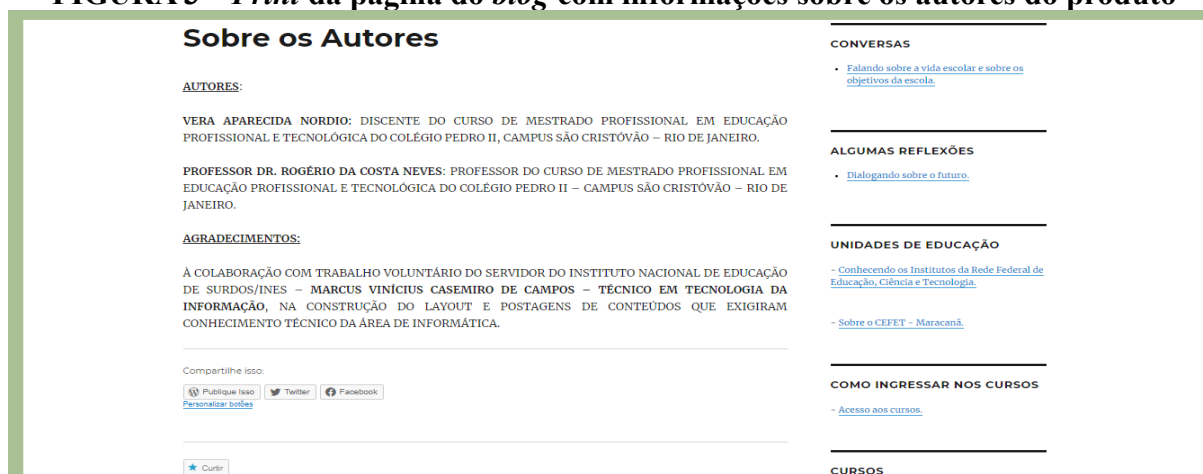 FIGURA 3 – Print da página do blog com informações sobre os autores do produto
Sobre os Autores
AUTORES:
VERA APARECIDA NORDIO: DISCENTE DO CURSO DE MESTRADO PROFISSIONAL EM EDUCAÇÃO
PROFISSIONAL E TECNOLÓGICA DO COLÉGIO PEDRO II, CAMPUS SÃO CRISTÓVÃO – RIO DE JANEIRO.
PROFESSOR DR. ROGÉRIO DA COSTA NEVES: PROFESSOR DO CURSO DE MESTRADO PROFISSIONAL EM
EDUCAÇÃO PROFISSIONAL E TECNOLÓGICA DO COLÉGIO PEDRO II – CAMPUS SÃO CRISTÓVÃO – RIO DE
JANEIRO.
AGRADECIMENTOS:
À COLABORAÇÃO COM TRABALHO VOLUNTÁRIO DO SERVIDOR DO INSTITUTO NACIONAL DE EDUCAÇÃO
DE SURDOS/INES – MARCUS VINÍCIUS CASEMIRO DE CAMPOS – TÉCNICO EM TECNOLOGIA DA
INFORMAÇÃO, NA CONSTRUÇÃO DO LAYOUT E POSTAGENS DE CONTEÚDOS QUE EXIGIRAM
CONHECIMENTO TÉCNICO DA ÁREA DE INFORMÁTICA.
Compartilhe isso:
Publique Isso Twitter Facebook
Personalizar botões
Curtir
CONVERSAS
Falando sobre a vida escolar e sobre os
objetivos da escola.
ALGUMAS REFLEXÕES
Dialogando sobre o futuro.
UNIDADES DE EDUCAÇÃO
– Conhecendo os Institutos da Rede Federal de
Educação, Ciência e Tecnologia.
– Sobre o CEFET – Maracanã.
COMO INGRESSAR NOS CURSOS
– Acesso aos cursos.
CURSOS